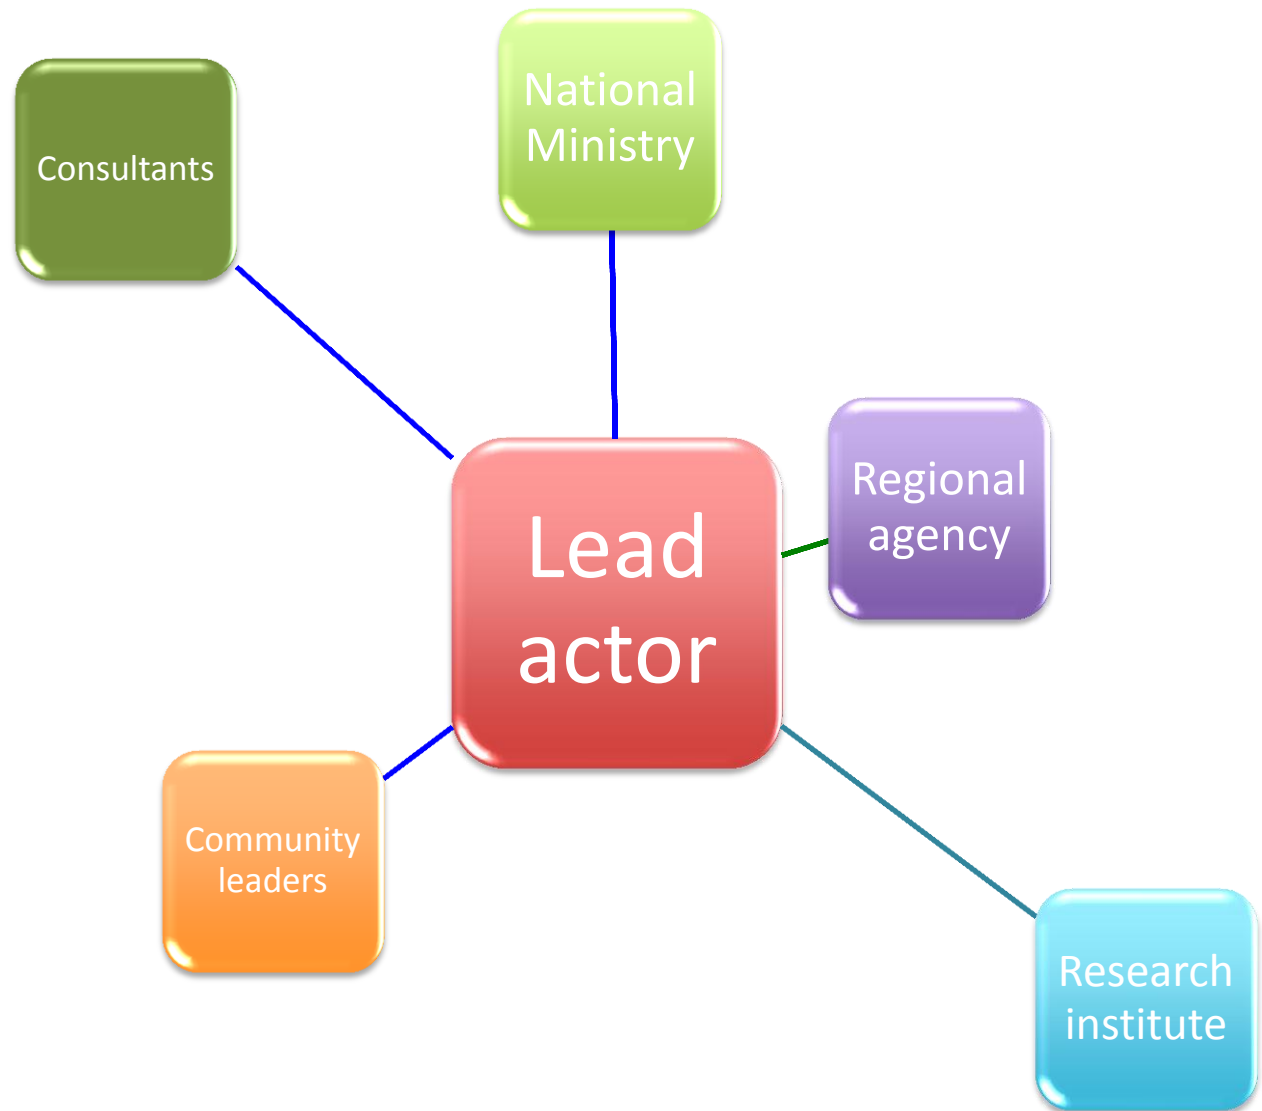 National
Ministry
Consultants
Regional
agency
Lead
actor
Community
leaders
Research
institute